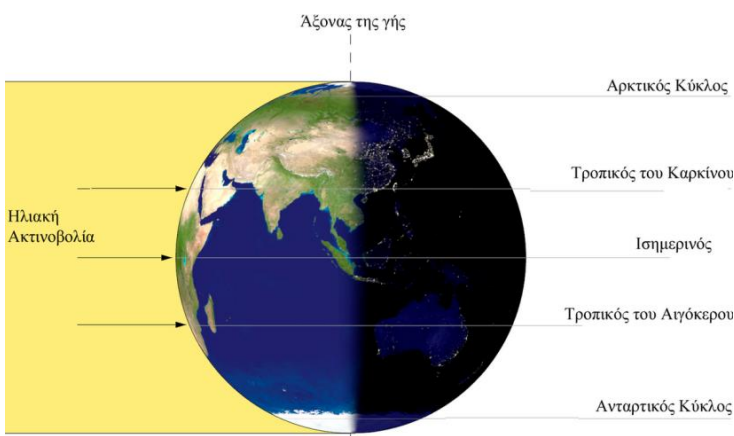 Άξονας της γής
Αρκτικός Κύκλος
Τροπικός του Καρκίνου
Ηλιακή
Ακτινοβολία
Ισημερινός
Τροπικός του Αιγόκερου
Ανταρτικός Κύκλος